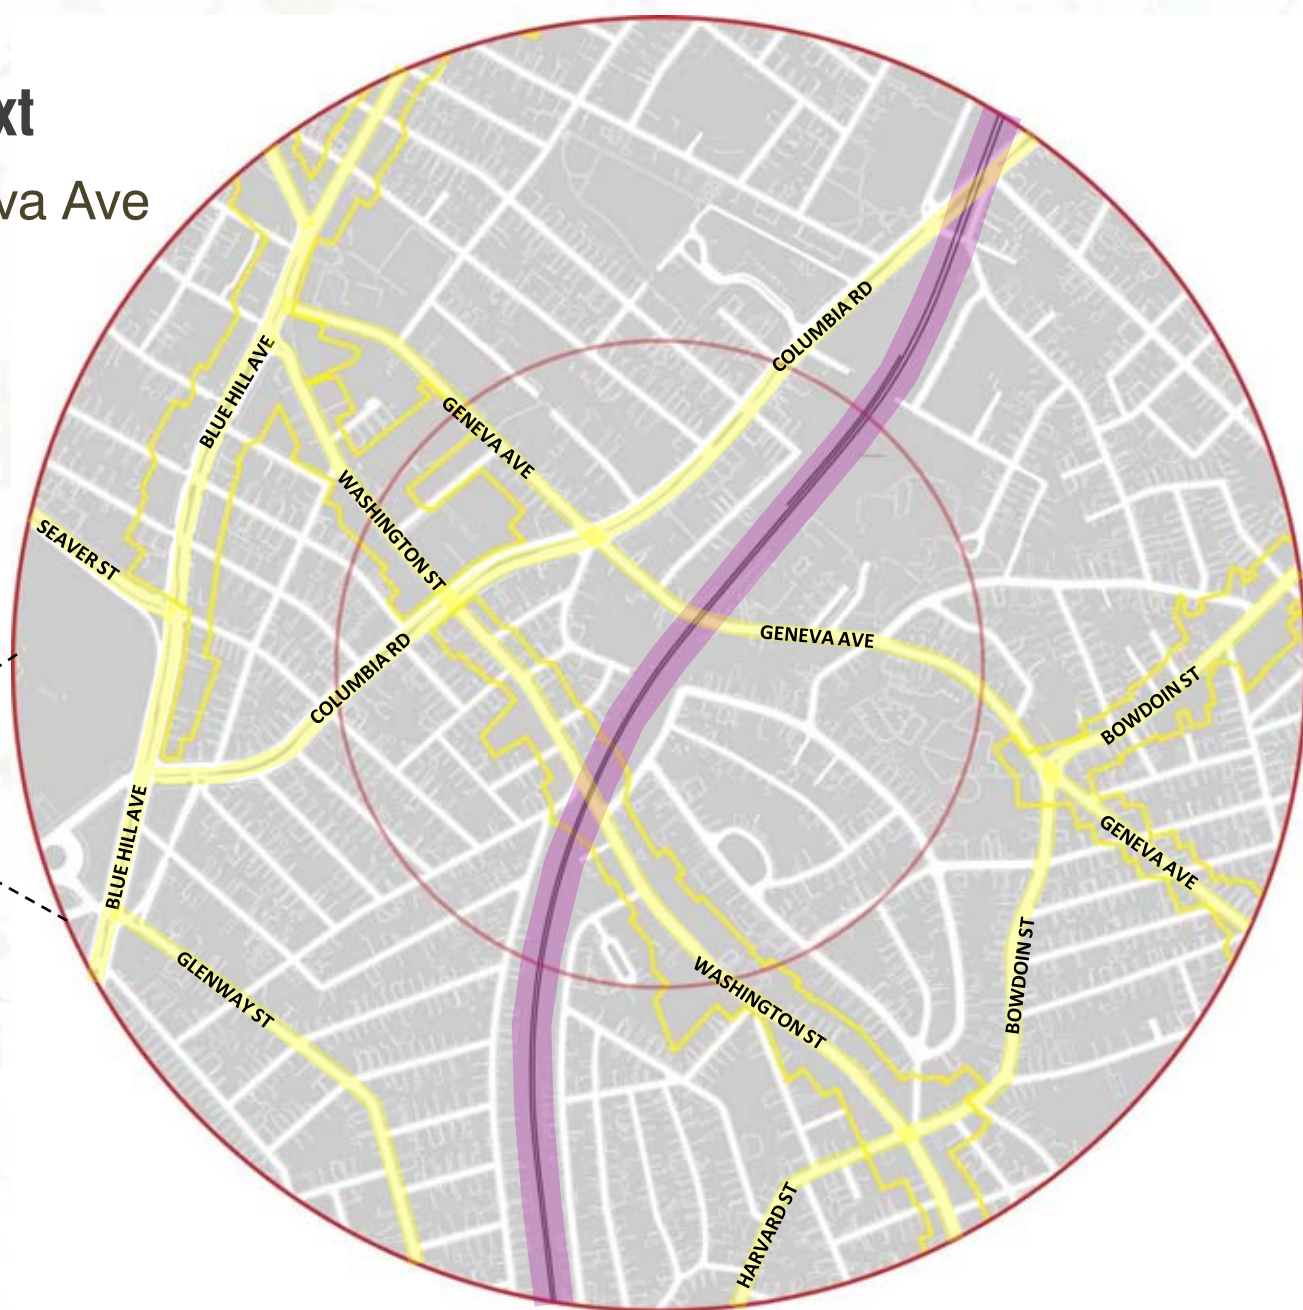 xt
va Ave
COLUMBIA RD
BLUE HILL AVE
GENEVA AVE
WASHINGTON ST
SEAVER ST
GENEVA AVE
COLUMBIA RD
BOWDOIN ST
BLUE HILL AVE
GENEVA AVE
BOWDOIN ST
GLENWAY ST
WASHINGTON ST
HARVARD ST